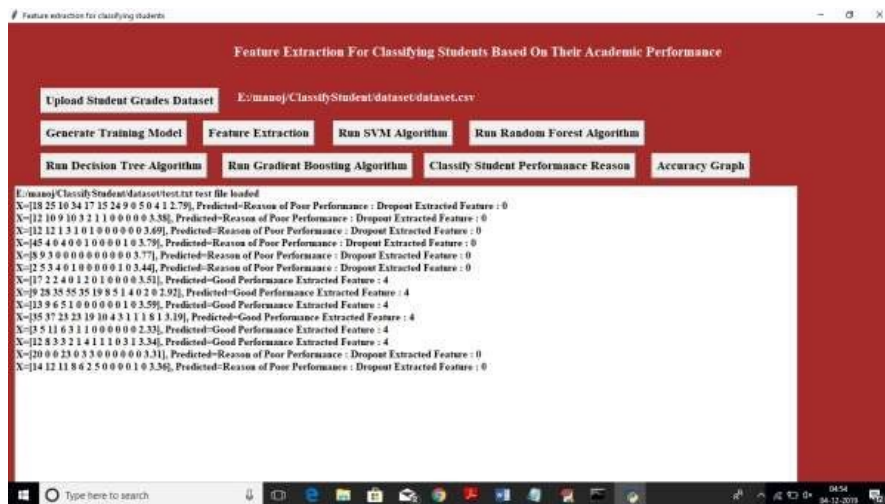 Feature extraction for classifying students
Feature Extraction For Classifying Students Based On Their Academic Performance
Upload Student Grades Dataset E:/manoj/ClassifyStudent/dataset/dataset.csv
Generate Training Model Feature Extraction Run SVM Algorithm Run Random Forest Algorithm
Run Decision Tree Algorithm Run Gradient Boosting Algorithm Classify Student Performance Reason Accuracy Graph
E:/manoj/ClassifyStudent/dataset/test.txt test file loaded
X=[18 25 10 34 17 15 24 9 0 5 0 4 1 2.79], Predicted=Reason of Poor Performance : Dropout Extracted Feature : 0
X=[12 10 9 10 3 2 1 1 0 0 0 0 0 3.38], Predicted=Reason of Poor Performance : Dropout Extracted Feature : 0
X=[12 12 1 3 1 0 1 0 0 0 0 0 0 3.69], Predicted=Reason of Poor Performance : Dropout Extracted Feature : 0
X=[45 4 0 4 0 0 1 0 0 0 0 1 0 3.79], Predicted=Reason of Poor Performance : Dropout Extracted Feature : 0
X=[8 9 3 0 0 0 0 0 0 0 0 0 0 3.77], Predicted=Reason of Poor Performance : Dropout Extracted Feature : 0
X=[2 5 3 4 0 1 0 0 0 0 0 1 0 3.44], Predicted=Reason of Poor Performance : Dropout Extracted Feature : 0
X=[17 2 2 4 0 1 2 0 1 0 0 0 0 3.51], Predicted=Good Performance Extracted Feature : 4
X=[9 28 35 55 35 19 8 5 1 4 0 2 0 2.92], Predicted=Good Performance Extracted Feature : 4
X=[13 9 6 5 1 0 0 0 0 0 0 1 0 3.59], Predicted=Good Performance Extracted Feature : 4
X=[35 37 23 23 19 10 4 3 1 1 1 8 1 3.19], Predicted=Good Performance Extracted Feature : 4
X=[3 5 11 6 3 1 1 0 0 0 0 0 0 2.33], Predicted=Good Performance Extracted Feature : 4
X=[12 8 3 3 2 1 4 1 1 1 0 3 1 3.34], Predicted=Good Performance Extracted Feature : 4
X=[20 0 0 23 0 3 3 0 0 0 0 0 0 3.31], Predicted=Reason of Poor Performance : Dropout Extracted Feature : 0
X=[14 12 11 8 6 2 5 0 0 0 0 1 0 3.36], Predicted=Reason of Poor Performance : Dropout Extracted Feature : 0
Type here to search
04:54
04-12-2019